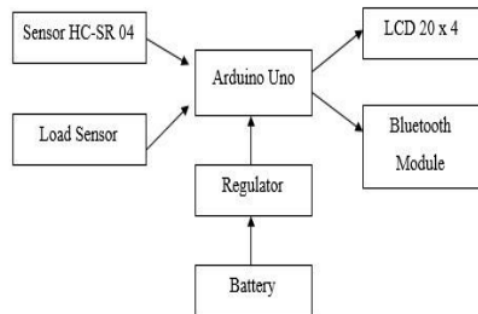 Sensor HC-SR 04
LCD 20 x 4
Arduino Uno
Load Sensor
Bluetooth
Module
Regulator
Battery